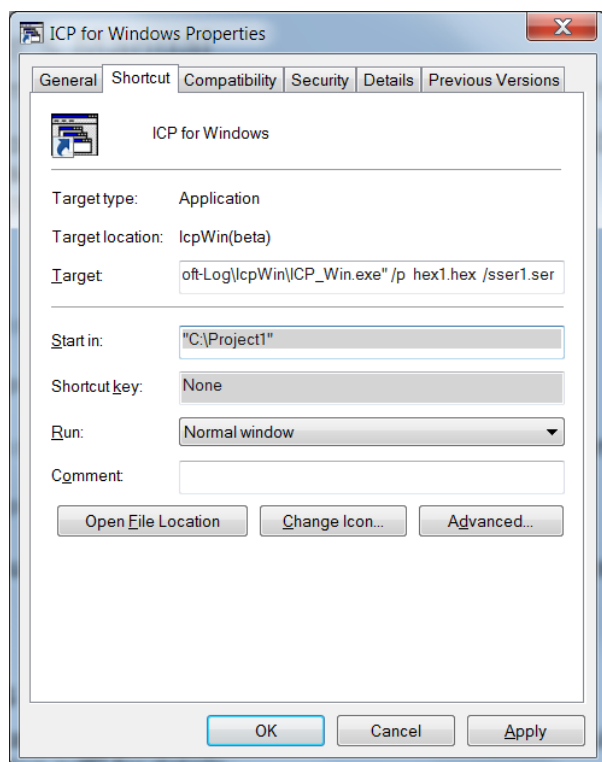 ICP for Windows Properties
General Shortcut Compatibility Security Details Previous Versions
ICP for Windows
Target type: Application
Target location: IcpWin(beta)
Target: oft-Log\IcpWin\ICP_Win.exe" /p hex1.hex /sser1.ser
Start in: "C:\Project1"
Shortcut key: None
Run: Normal window
Comment:
Open File Location Change Icon... Advanced...
OK Cancel Apply